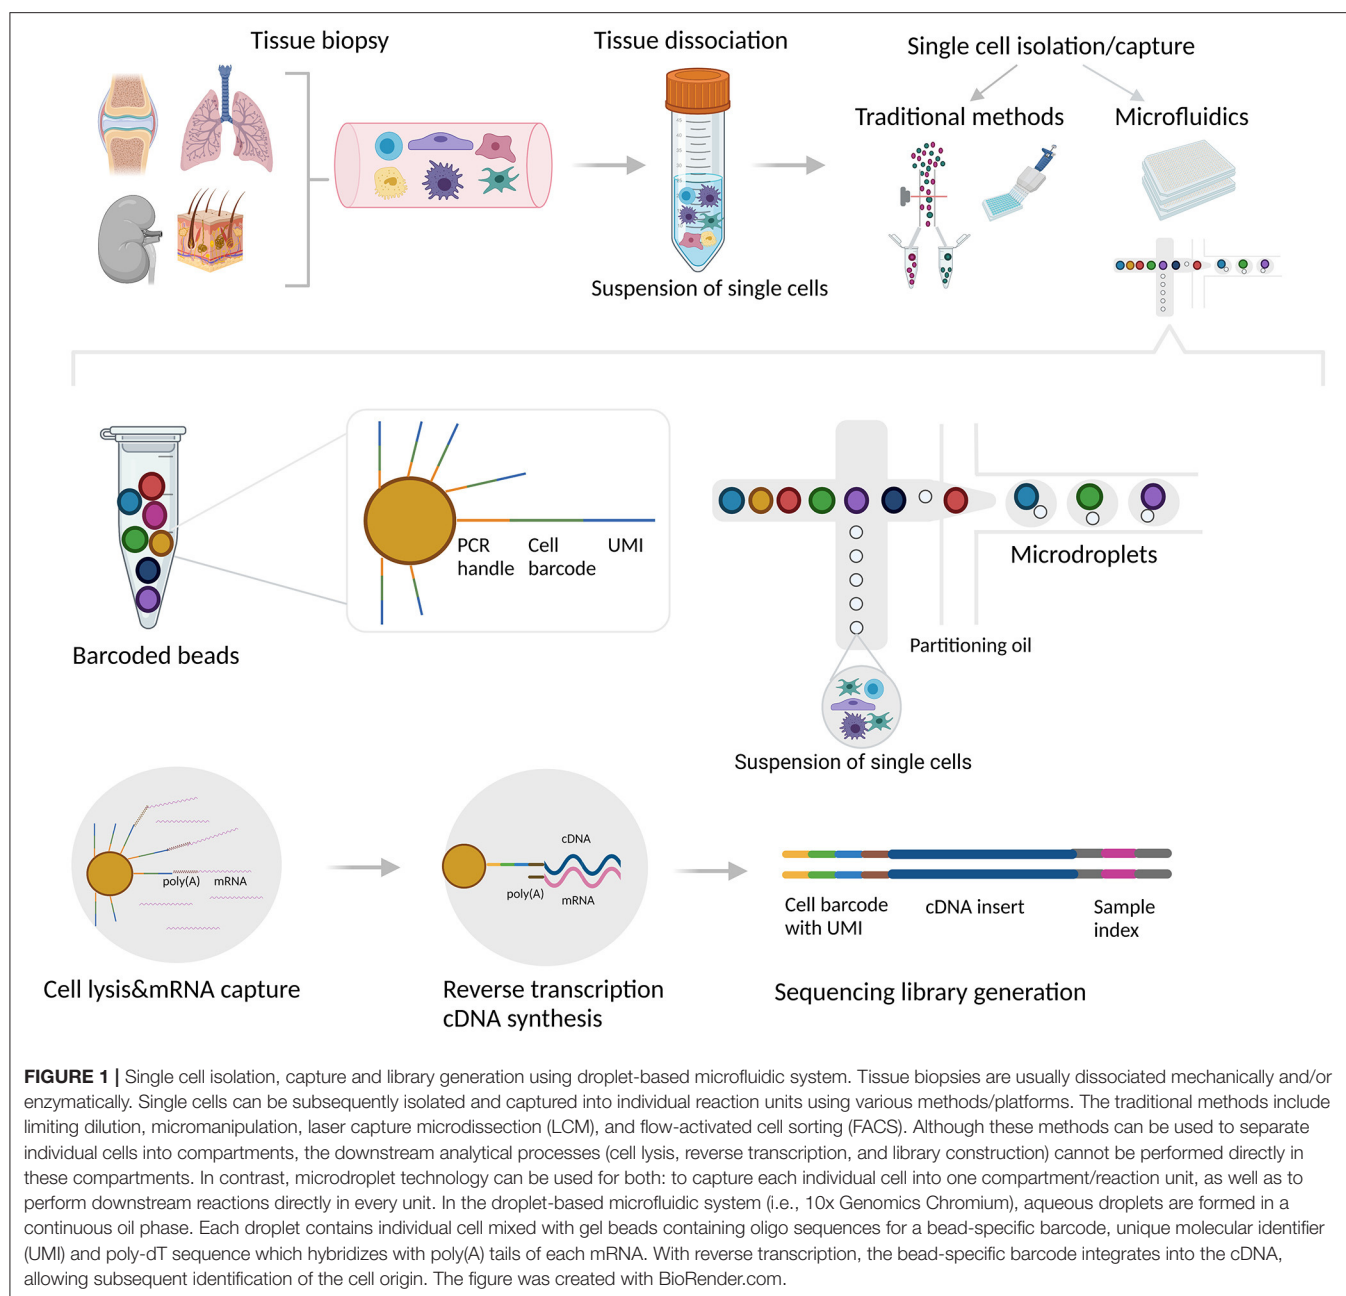 Tissue biopsy
Tissue dissociation
Single cell isolation/capture
Traditional methods
Microfluidics
Suspension of single cells
PCR
handle
Cell
barcode
UMI
Barcoded beads
Microdroplets
Partitioning oil
Suspension of single cells
poly(A)
mRNA
cDNA
poly(A)
mRNA
Cell barcode
with UMI
cDNA insert
Sample
index
Cell lysis&mRNA capture
Reverse transcription
cDNA synthesis
Sequencing library generation
FIGURE 1 | Single cell isolation, capture and library generation using droplet-based microfluidic system. Tissue biopsies are usually dissociated mechanically and/or
enzymatically. Single cells can be subsequently isolated and captured into individual reaction units using various methods/platforms. The traditional methods include
limiting dilution, micromanipulation, laser capture microdissection (LCM), and flow-activated cell sorting (FACS). Although these methods can be used to separate
individual cells into compartments, the downstream analytical processes (cell lysis, reverse transcription, and library construction) cannot be performed directly in
these compartments. In contrast, microdroplet technology can be used for both: to capture each individual cell into one compartment/reaction unit, as well as to
perform downstream reactions directly in every unit. In the droplet-based microfluidic system (i.e., 10x Genomics Chromium), aqueous droplets are formed in a
continuous oil phase. Each droplet contains individual cell mixed with gel beads containing oligo sequences for a bead-specific barcode, unique molecular identifier
(UMI) and poly-dT sequence which hybridizes with poly(A) tails of each mRNA. With reverse transcription, the bead-specific barcode integrates into the cDNA,
allowing subsequent identification of the cell origin. The figure was created with BioRender.com.